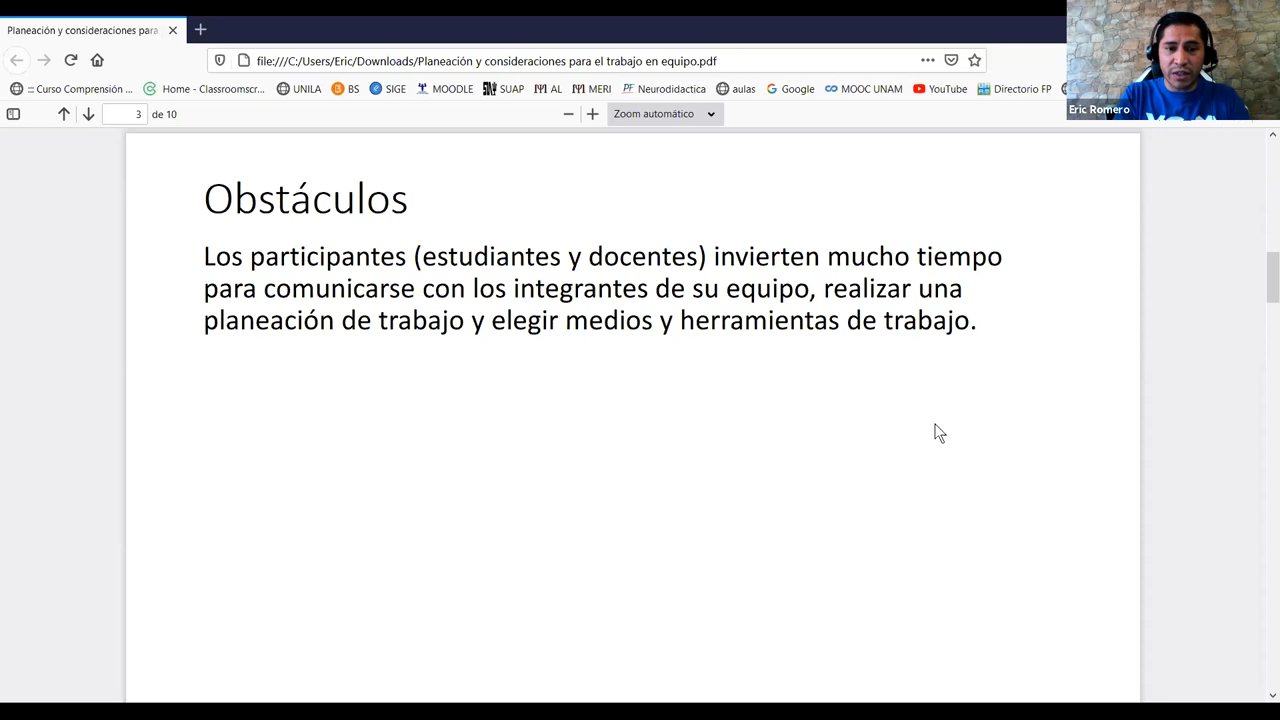 Planeación y consideraciones para
file:///C:/Users/Eric/Downloads/Planeación y consideraciones para el trabajo en equipo.pdf
:: Curso Comprensión ...
Home - Classroomscr...
UNILA
BS
SIGE
MOODLE
SUAP
AL
MERI
Neurodidactica
aulas
Google
MOOC UNAM
YouTube
Directorio FP
Eric Romero
3 de 10
Zoom automático
Obstáculos
Los participantes (estudiantes y docentes) invierten mucho tiempo
para comunicarse con los integrantes de su equipo, realizar una
planeación de trabajo y elegir medios y herramientas de trabajo.